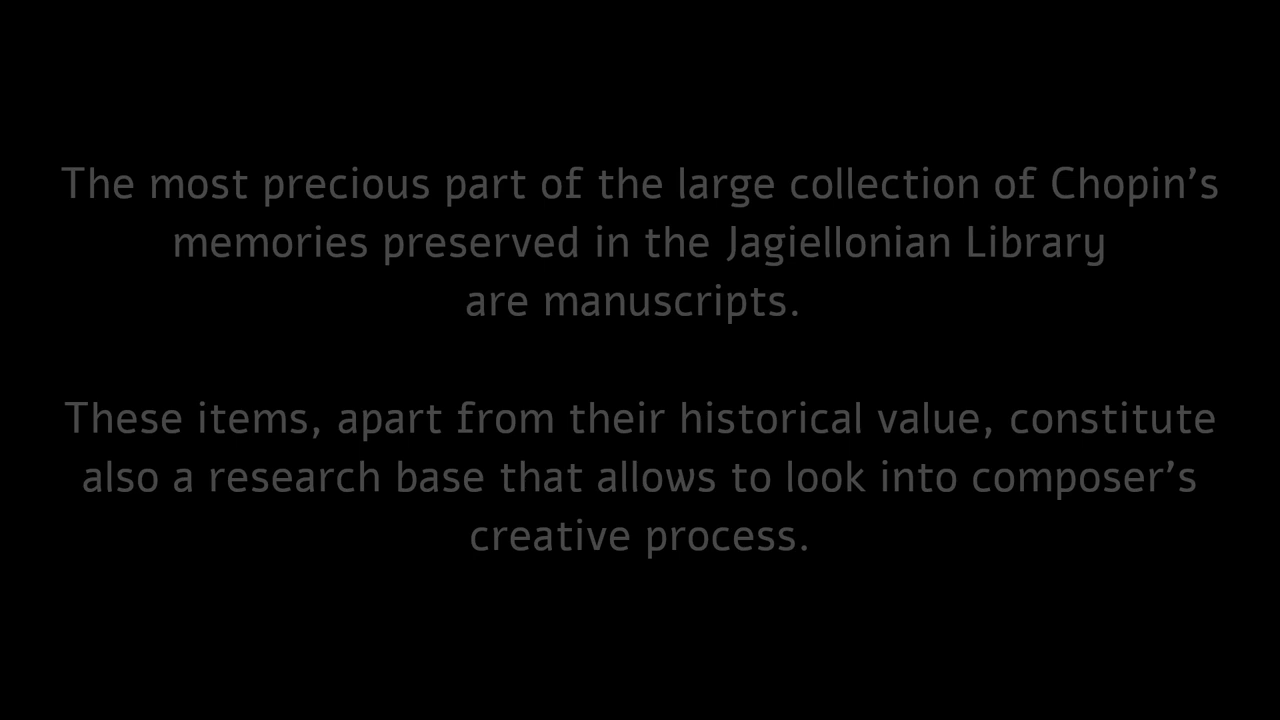 The most precious part of the large collection of Chopin’s
memories preserved in the Jagiellonian Library
are manuscripts.
These items, apart from their historical value, constitute
also a research base that allows to look into composer’s
creative process.